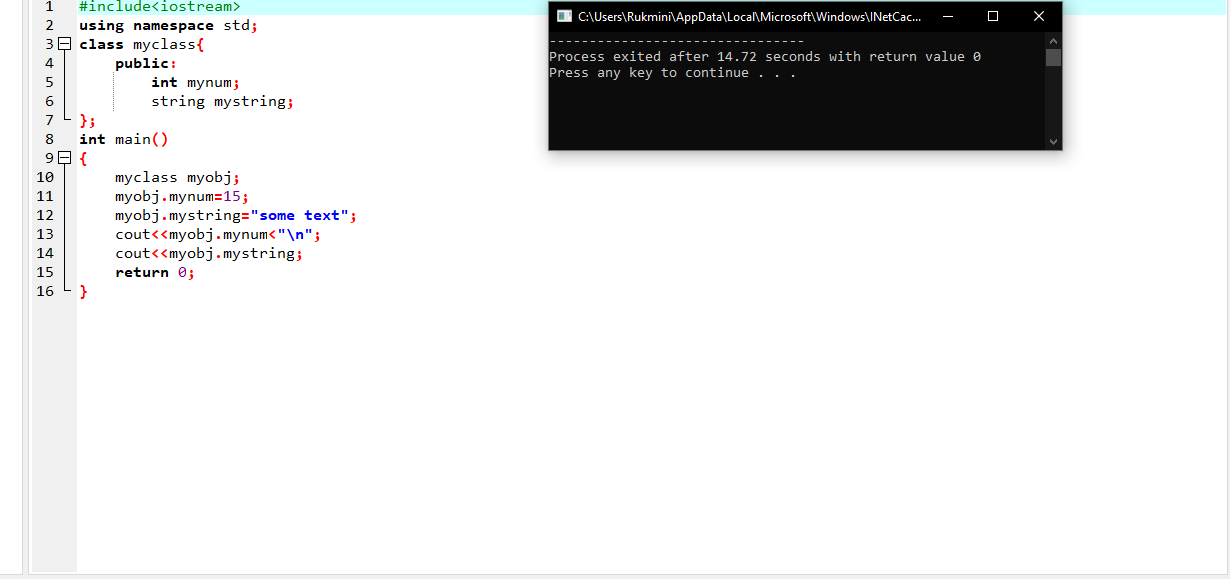 1 #include<iostream>
2 using namespace std;
3 class myclass{
4 public:
5 int mynum;
6 string mystring;
7 };
8 int main()
9 {
10 myclass myobj;
11 myobj.mynum=15;
12 myobj.mystring="some text";
13 cout<<myobj.mynum<"\n";
14 cout<<myobj.mystring;
15 return 0;
16 }
C:\Users\Rukmini\AppData\Local\Microsoft\Windows\INetCac...
--------------------------------
Process exited after 14.72 seconds with return value 0
Press any key to continue . . .